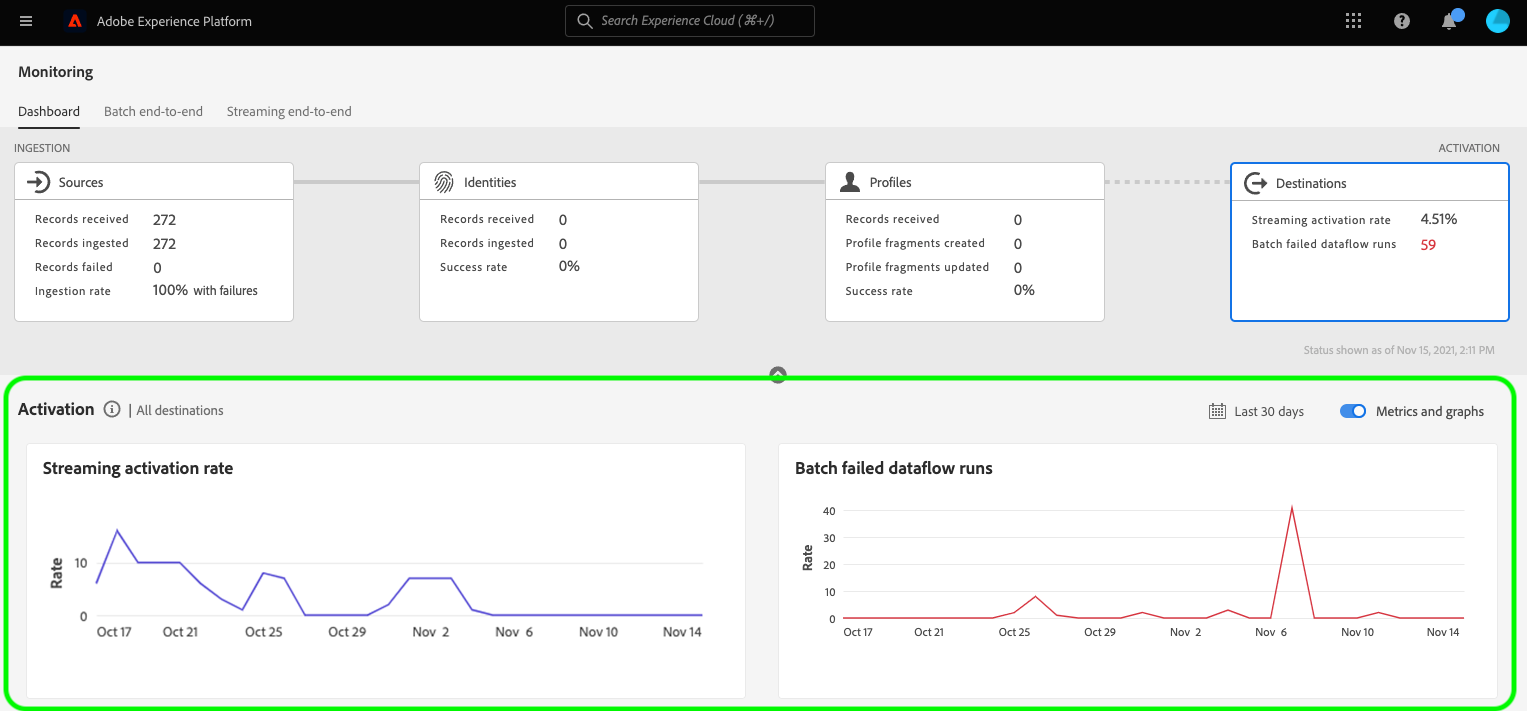 Adobe Experience Platform
Search Experience Cloud (⌘+/)
Monitoring
Dashboard Batch end-to-end Streaming end-to-end
INGESTION ACTIVATION
Sources
Records received 272
Records ingested 272
Records failed 0
Ingestion rate 100% with failures
Identities
Records received 0
Records ingested 0
Success rate 0%
Profiles
Records received 0
Profile fragments created 0
Profile fragments updated 0
Success rate 0%
Destinations
Streaming activation rate 4.51%
Batch failed dataflow runs 59
Status shown as of Nov 15, 2021, 2:11 PM
Activation | All destinations
Last 30 days Metrics and graphs
Streaming activation rate
Rate
10
0
Oct 17 Oct 21 Oct 25 Oct 29 Nov 2 Nov 6 Nov 10 Nov 14
Batch failed dataflow runs
Rate
40
30
20
10
0
Oct 17 Oct 21 Oct 25 Oct 29 Nov 2 Nov 6 Nov 10 Nov 14